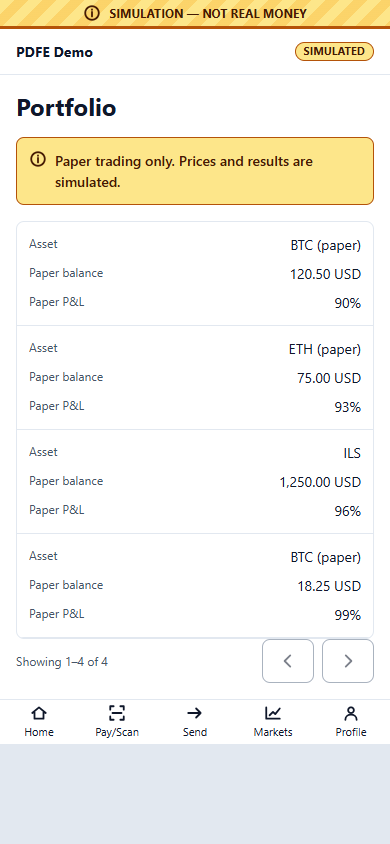 SIMULATION — NOT REAL MONEY
PDFE Demo
SIMULATED
Portfolio
Paper trading only. Prices and results are
simulated.
Asset BTC (paper)
Paper balance 120.50 USD
Paper P&L 90%
Asset ETH (paper)
Paper balance 75.00 USD
Paper P&L 93%
Asset ILS
Paper balance 1,250.00 USD
Paper P&L 96%
Asset BTC (paper)
Paper balance 18.25 USD
Paper P&L 99%
Showing 1–4 of 4
Home Pay/Scan Send Markets Profile